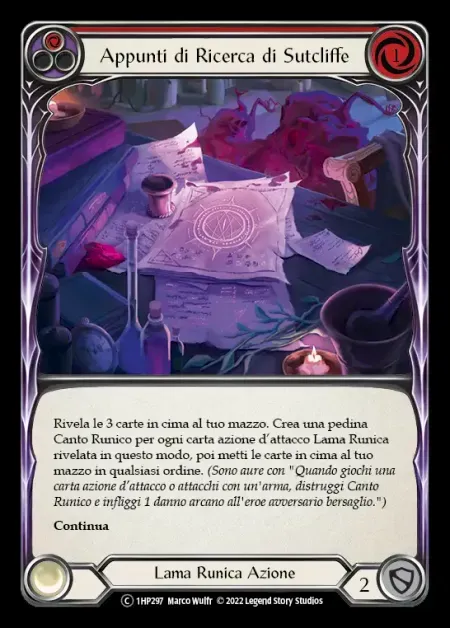 Appunti di Ricerca di Sutcliffe
1
Rivela le 3 carte in cima al tuo mazzo. Crea una pedina
Canto Runico per ogni carta azione d'attacco Lama Runica
rivelata in questo modo, poi metti le carte in cima al tuo
mazzo in qualsiasi ordine. (Sono aure con "Quando giochi una
carta azione d'attacco o attacchi con un'arma, distruggi Canto
Runico e infliggi 1 danno arcano all'eroe avversario bersaglio.")
Continua
Lama Runica Azione
2
C 1HP297 Marco Wulfr © 2022 Legend Story Studios